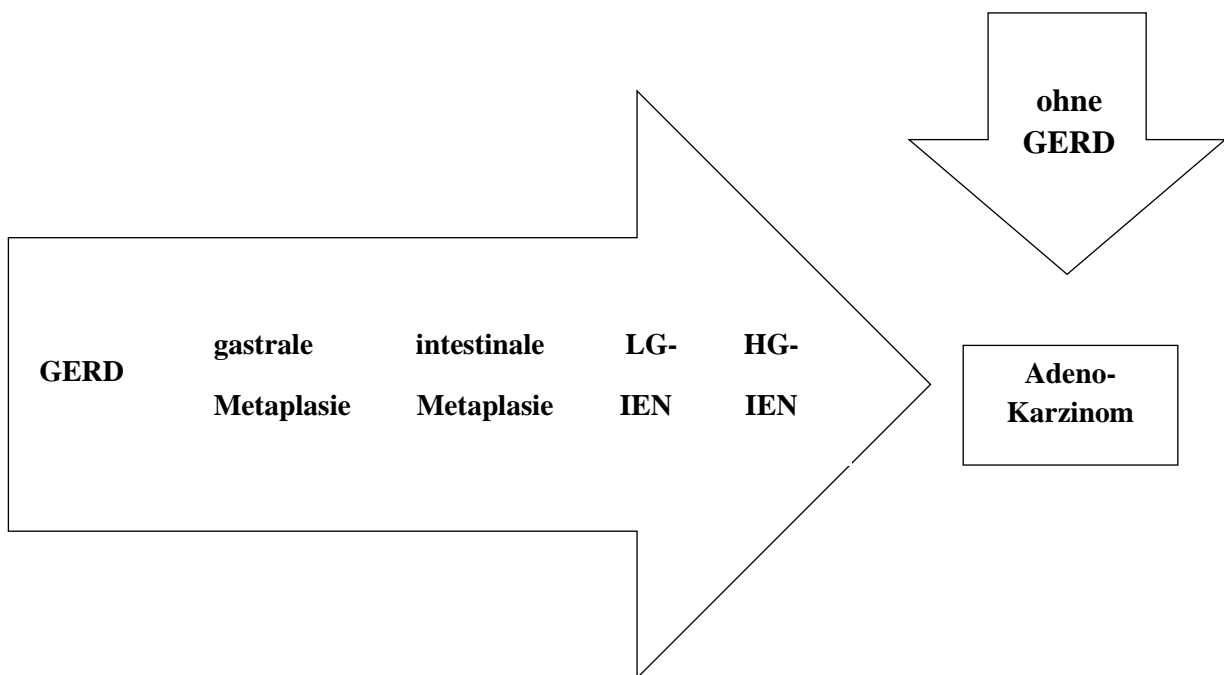 ohne
GERD
GERD
gastrale
Metaplasie
intestinale
Metaplasie
LG-
IEN
HG-
IEN
Adeno-
Karzinom